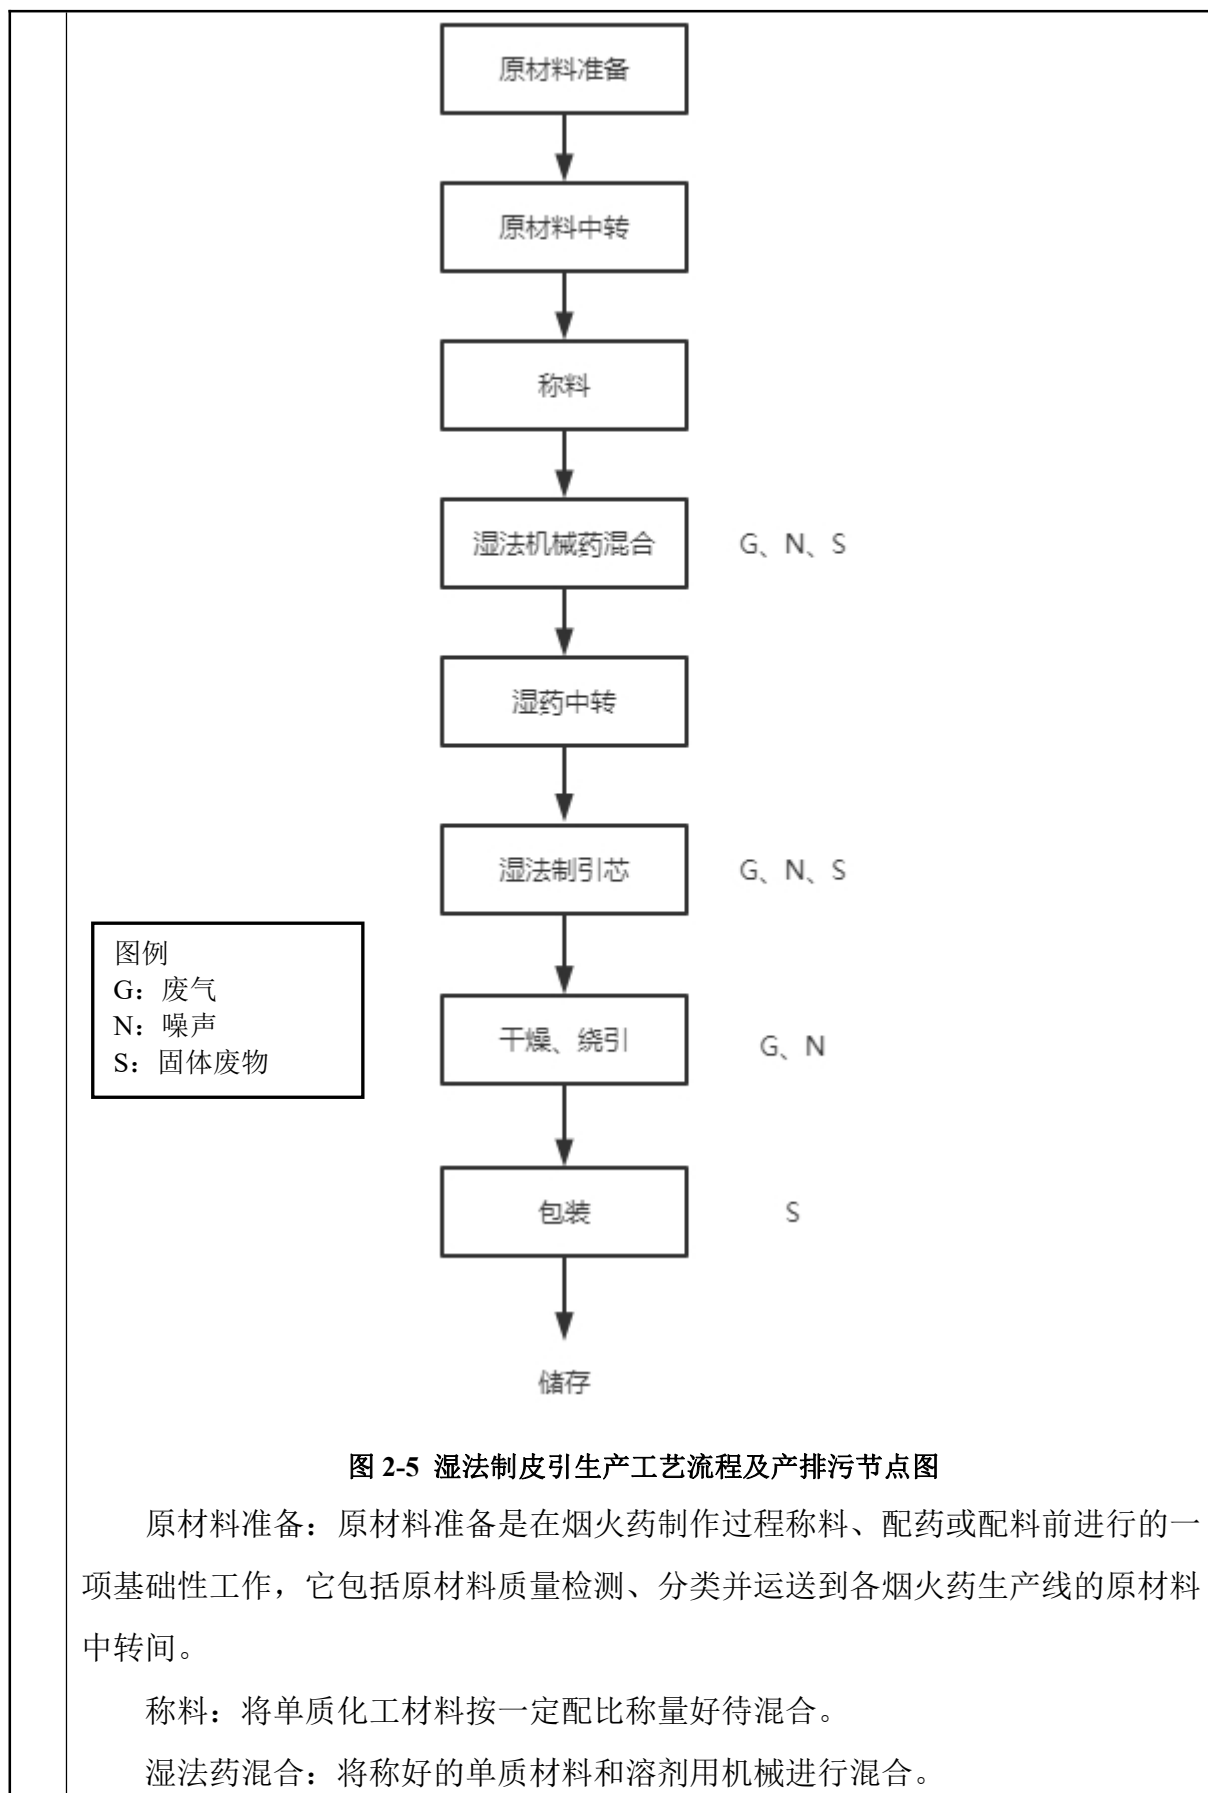 原材料准备
原材料中转
称料
湿法机械药混合 G、N、S
湿药中转
湿法制引芯 G、N、S
图例
G：废气
N：噪声
S：固体废物
干燥、绕引 G、N
包装 S
储存
图 2-5 湿法制皮引生产工艺流程及产排污节点图
原材料准备：原材料准备是在烟火药制作过程称料、配药或配料前进行的一
项基础性工作，它包括原材料质量检测、分类并运送到各烟火药生产线的原材料
中转间。
称料：将单质化工材料按一定配比称量好待混合。
湿法药混合：将称好的单质材料和溶剂用机械进行混合。